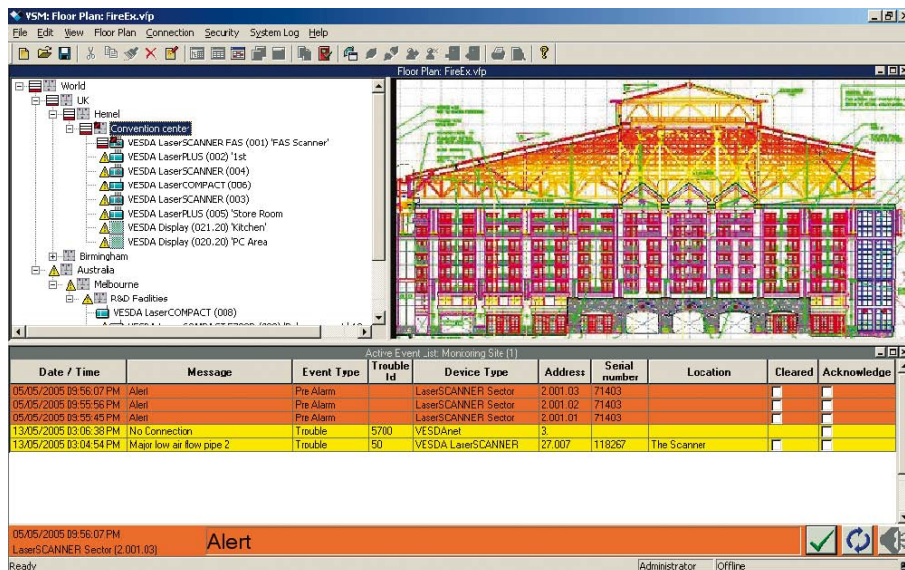 VSM: Floor Plan: FireEx.vfp
File Edit View Floor Plan Connection Security System Log Help
Floor Plan: FireEx.vfp
World
UK
Hemel
Convention center
VESDA LaserSCANNER FAS (001) 'FAS Scanner'
VESDA LaserPLUS (002) '1st
VESDA LaserSCANNER (004)
VESDA LaserCOMPACT (006)
VESDA LaserSCANNER (003)
VESDA LaserPLUS (005) 'Store Room
VESDA Display (021.20) 'Kitchen'
VESDA Display (020.20) 'PC Area
Birmingham
Australia
Melbourne
R&D Facilities
VESDA LaserCOMPACT (008)
Active Event List: Monitoring Site (1)
Date / Time Message Event Type Trouble Id Device Type Address Serial number Location Cleared Acknowledge
05/05/2005 09:56:07 PM Alert Pre Alarm LaserSCANNER Sector 2.001.03 71403
05/05/2005 09:55:56 PM Alert Pre Alarm LaserSCANNER Sector 2.001.02 71403
05/05/2005 09:55:45 PM Alert Pre Alarm LaserSCANNER Sector 2.001.01 71403
13/05/2005 03:06:38 PM No Connection Trouble 5700 VESDAnet 3.
13/05/2005 03:04:54 PM Major low air flow pipe 2 Trouble 50 VESDA LaserSCANNER 27.007 118267 The Scanner
05/05/2005 09:56:07 PM
LaserSCANNER Sector (2.001.03)
Alert
Ready Administrator Offline